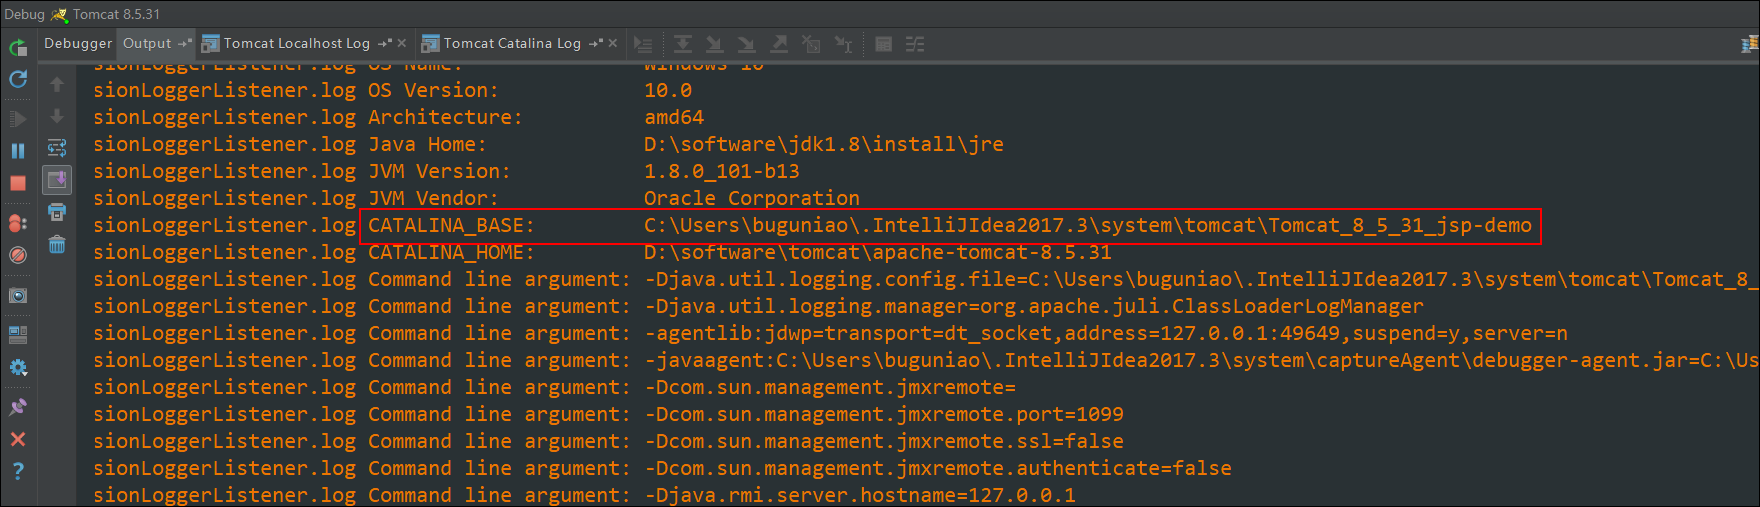 Debug Tomcat 8.5.31
Debugger Output Tomcat Localhost Log Tomcat Catalina Log
sionLoggerListener.log OS Name: Windows 10
sionLoggerListener.log OS Version: 10.0
sionLoggerListener.log Architecture: amd64
sionLoggerListener.log Java Home: D:\software\jdk1.8\install\jre
sionLoggerListener.log JVM Version: 1.8.0_101-b13
sionLoggerListener.log JVM Vendor: Oracle Corporation
sionLoggerListener.log CATALINA_BASE: C:\Users\buguniao\.IntelliJIdea2017.3\system\tomcat\Tomcat_8_5_31_jsp-demo
sionLoggerListener.log CATALINA_HOME: D:\software\tomcat\apache-tomcat-8.5.31
sionLoggerListener.log Command line argument: -Djava.util.logging.config.file=C:\Users\buguniao\.IntelliJIdea2017.3\system\tomcat\Tomcat_8_
sionLoggerListener.log Command line argument: -Djava.util.logging.manager=org.apache.juli.ClassLoaderLogManager
sionLoggerListener.log Command line argument: -agentlib:jdwp=transport=dt_socket,address=127.0.0.1:49649,suspend=y,server=n
sionLoggerListener.log Command line argument: -javaagent:C:\Users\buguniao\.IntelliJIdea2017.3\system\captureAgent\debugger-agent.jar=C:\Us
sionLoggerListener.log Command line argument: -Dcom.sun.management.jmxremote=
sionLoggerListener.log Command line argument: -Dcom.sun.management.jmxremote.port=1099
sionLoggerListener.log Command line argument: -Dcom.sun.management.jmxremote.ssl=false
sionLoggerListener.log Command line argument: -Dcom.sun.management.jmxremote.authenticate=false
sionLoggerListener.log Command line argument: -Djava.rmi.server.hostname=127.0.0.1